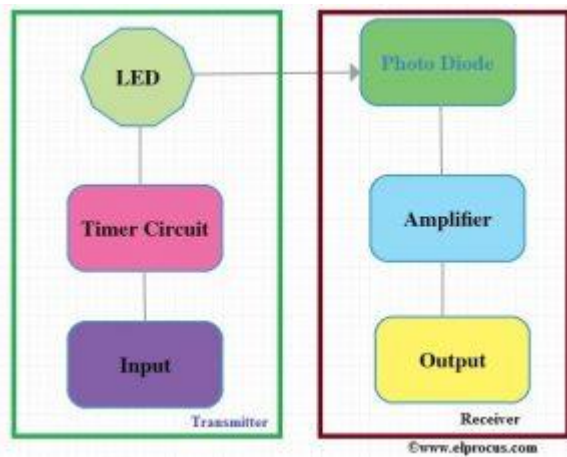 LED
Timer Circuit
Input
Transmitter
Photo Diode
Amplifier
Output
Receiver
©www.elprocus.com